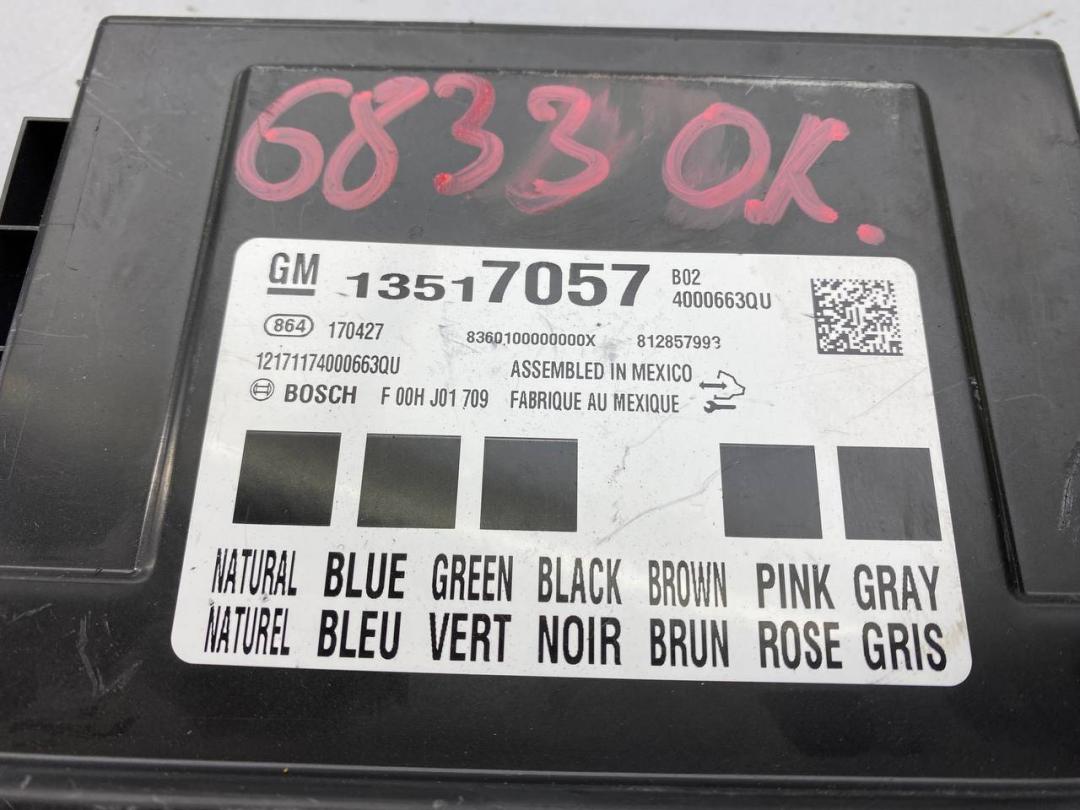 6833 OK.
GM 13517057 B02
4000663QU
864 170427 8360100000000X 812857993
12171174000663QU ASSEMBLED IN MEXICO
BOSCH F 00H J01 709 FABRIQUE AU MEXIQUE
NATURAL BLUE GREEN BLACK BROWN PINK GRAY
NATUREL BLEU VERT NOIR BRUN ROSE GRIS